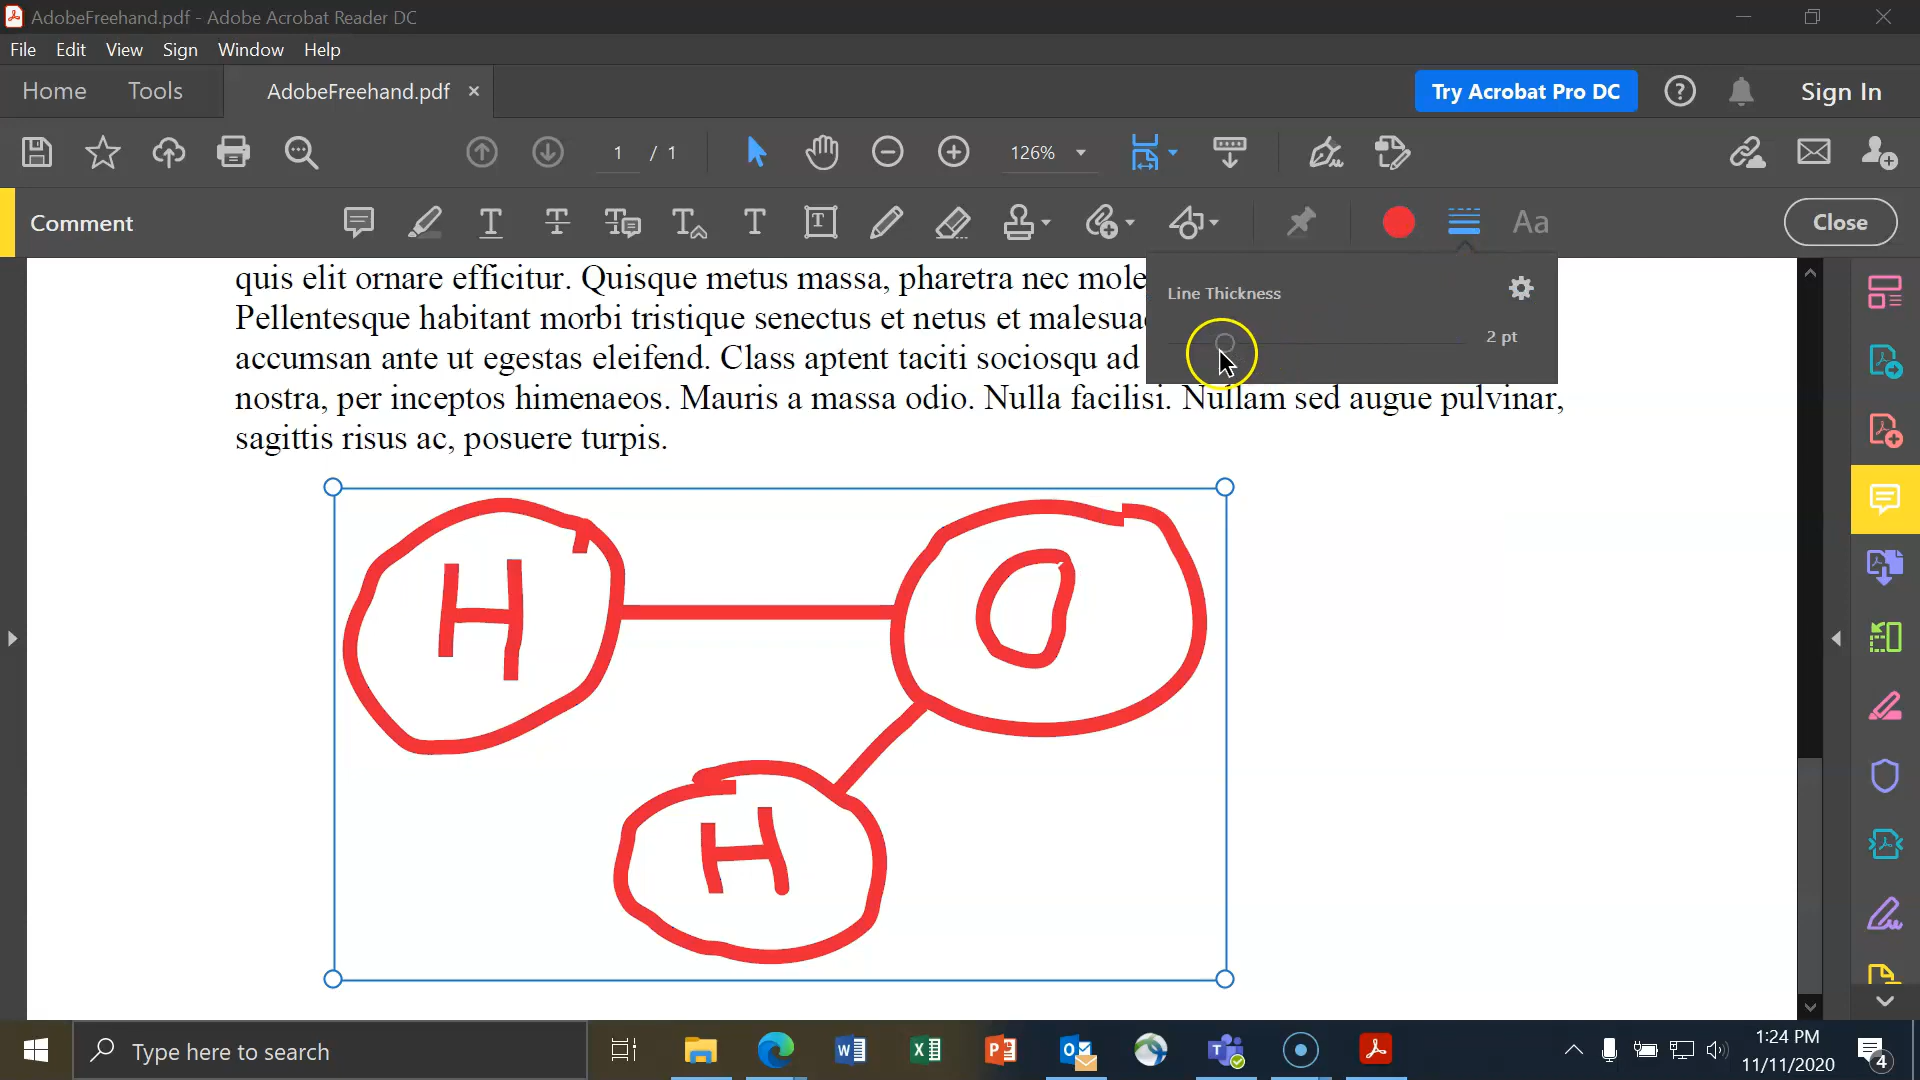 AdobeFreehand.pdf - Adobe Acrobat Reader DC
File Edit View Sign Window Help
Home Tools AdobeFreehand.pdf × Try Acrobat Pro DC ? Sign In
1 / 1 126%
Comment T T T T T T Aa Close
quis elit ornare efficitur. Quisque metus massa, pharetra nec mole
Line Thickness
Pellentesque habitant morbi tristique senectus et netus et malesuad
2 pt
accumsan ante ut egestas eleifend. Class aptent taciti sociosqu ad
nostra, per inceptos himenaeos. Mauris a massa odio. Nulla facilisi. Nullam sed augue pulvinar,
sagittis risus ac, posuere turpis.
H O
H
Type here to search
1:24 PM
11/11/2020
4